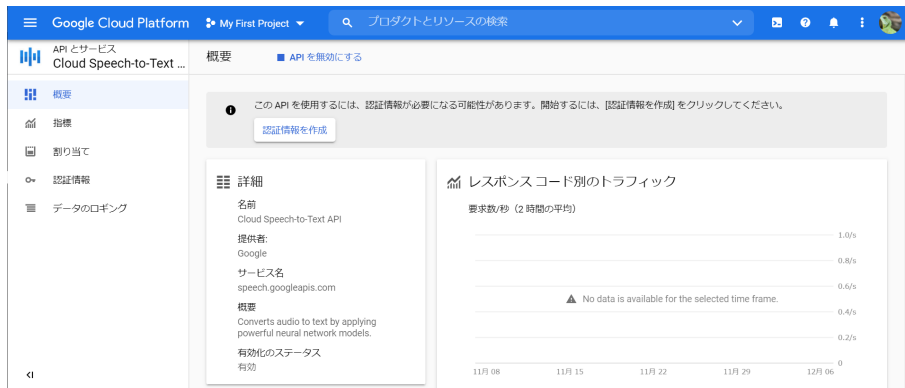 Google Cloud Platform
My First Project
プロダクトとリソースの検索
API とサービス
Cloud Speech-to-Text ...
概要
API を無効にする
概要
指標
割り当て
認証情報
データのロギング
この API を使用するには、認証情報が必要になる可能性があります。開始するには、[認証情報を作成] をクリックしてください。
認証情報を作成
詳細
名前
Cloud Speech-to-Text API
提供者:
Google
サービス名
speech.googleapis.com
概要
Converts audio to text by applying
powerful neural network models.
有効化のステータス
有効
レスポンス コード別のトラフィック
要求数/秒（2 時間の平均）
1.0/s
0.8/s
0.6/s
No data is available for the selected time frame.
0.4/s
0.2/s
0
11月 08
11月 15
11月 22
11月 29
12月 06